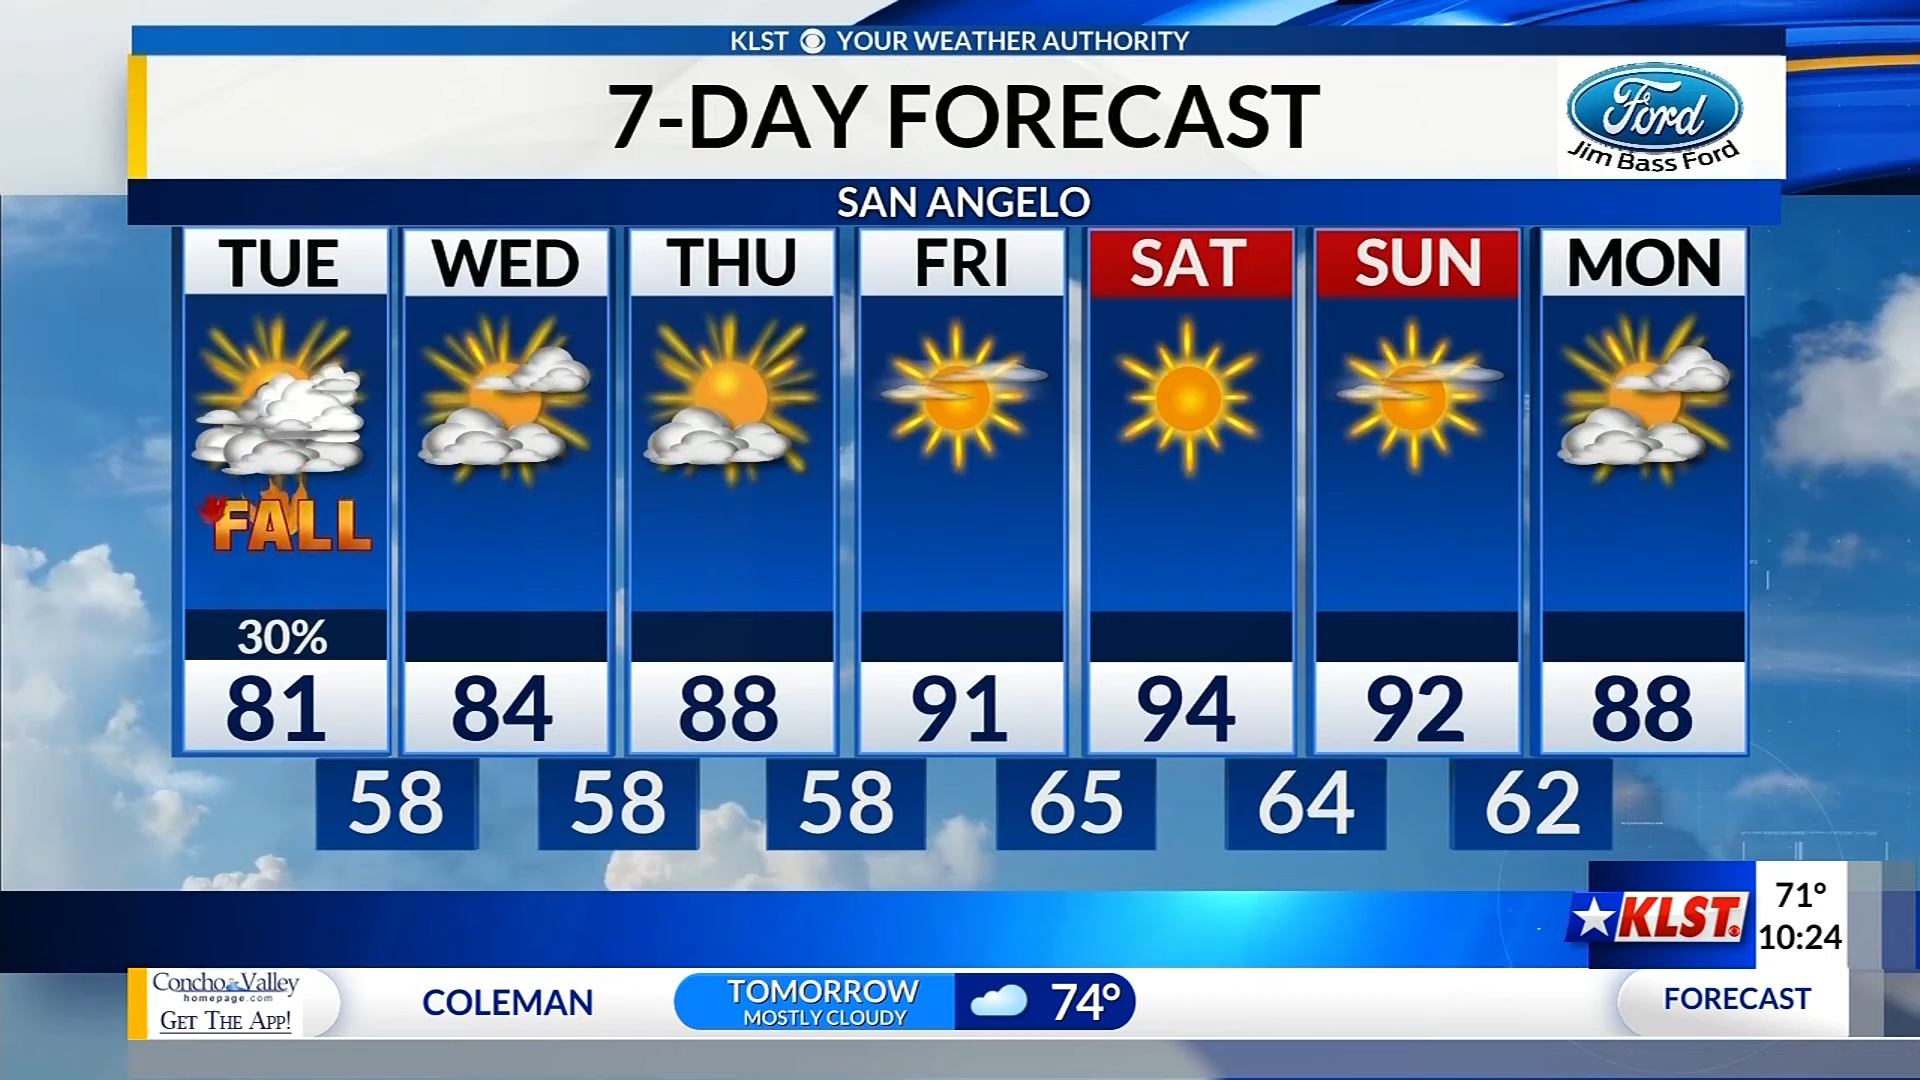 KLST YOUR WEATHER AUTHORITY
7-DAY FORECAST
Ford
Jim Bass Ford
SAN ANGELO
TUE WED THU FRI SAT SUN MON
FALL
30%
81 84 88 91 94 92 88
58 58 58 65 64 62
KLST
71°
10:24
Concho Valley
homepage.com
GET THE APP!
COLEMAN
TOMORROW
MOSTLY CLOUDY
74°
FORECAST